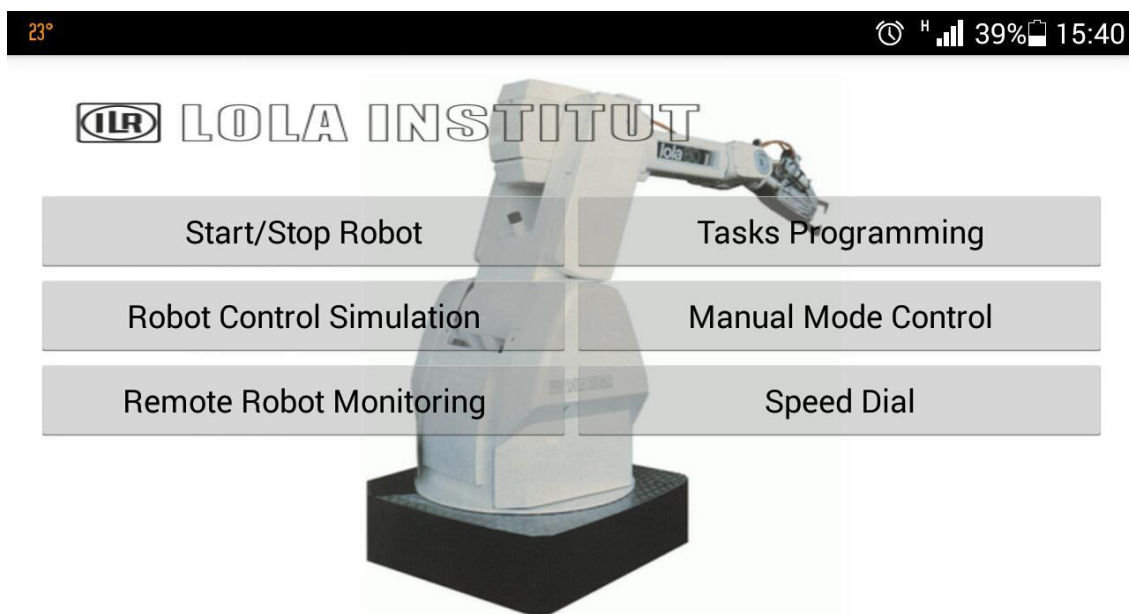 23°
H 39% 15:40
ILR LOLA INSTITUT
lola 50
Start/Stop Robot Tasks Programming
Robot Control Simulation Manual Mode Control
Remote Robot Monitoring Speed Dial